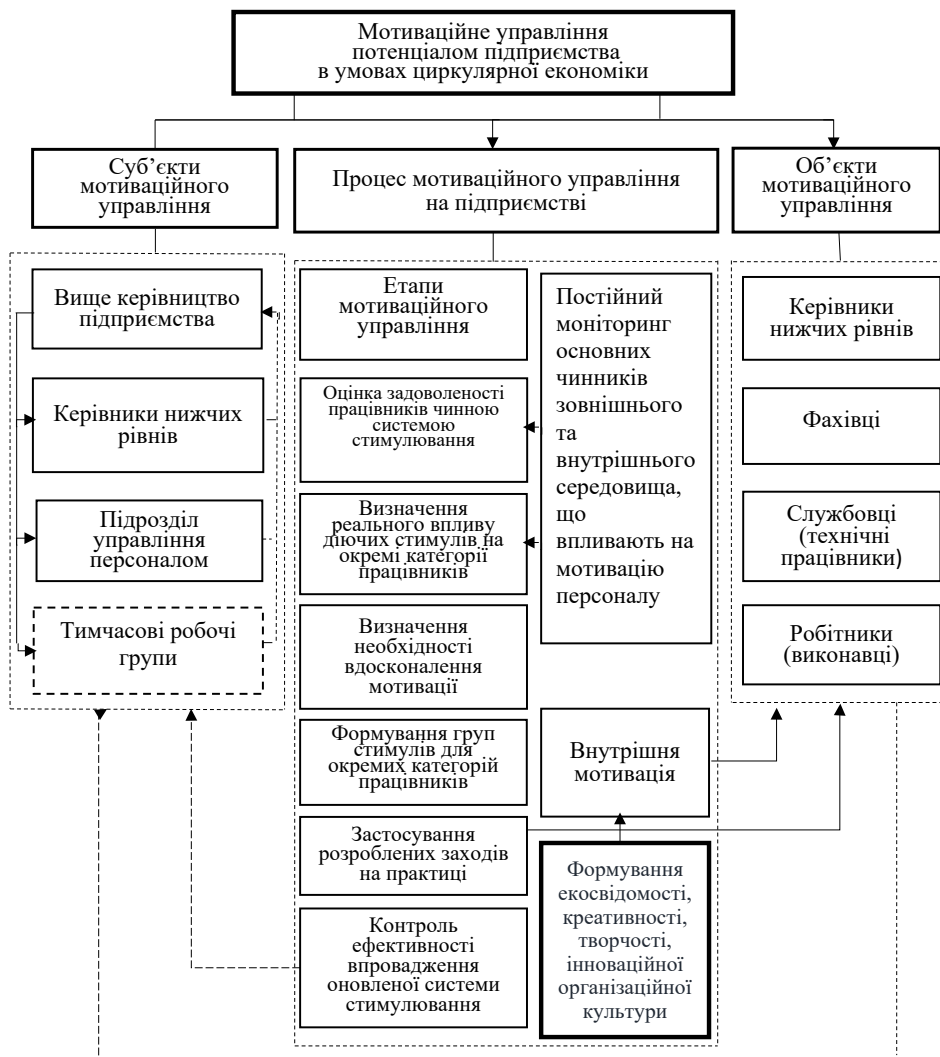 Мотиваційне управління
потенціалом підприємства
в умовах циркулярної економіки
Суб’єкти
мотиваційного
управління
Процес мотиваційного управління
на підприємстві
Об’єкти
мотиваційного
управління
Вище керівництво
підприємства
Керівники нижчих
рівнів
Підрозділ
управління
персоналом
Тимчасові робочі
групи
Етапи
мотиваційного
управління
Оцінка задоволеності
працівників чинною
системою
стимулювання
Визначення
реального впливу
діючих стимулів на
окремі категорії
працівників
Визначення
необхідності
вдосконалення
мотивації
Формування груп
стимулів для
окремих категорій
працівників
Застосування
розроблених заходів
на практиці
Контроль
ефективності
впровадження
оновленої системи
стимулювання
Постійний
моніторинг
основних
чинників
зовнішнього
та
внутрішнього
середовища,
що
впливають на
мотивацію
персоналу
Внутрішня
мотивація
Формування
екосвідомості,
креативності,
творчості,
інноваційної
організаційної
культури
Керівники
нижчих рівнів
Фахівці
Службовці
(технічні
працівники)
Робітники
(виконавці)